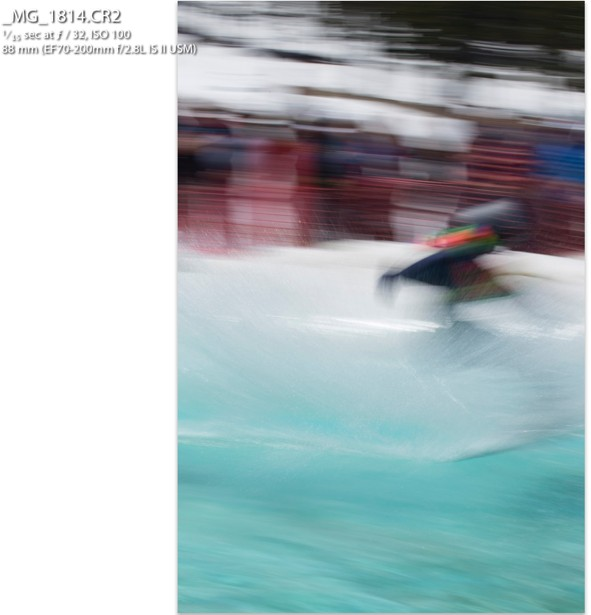 _MG_1814.CR2
1/15 sec at ƒ / 32, ISO 100
88 mm (EF70-200mm f/2.8L IS II USM)